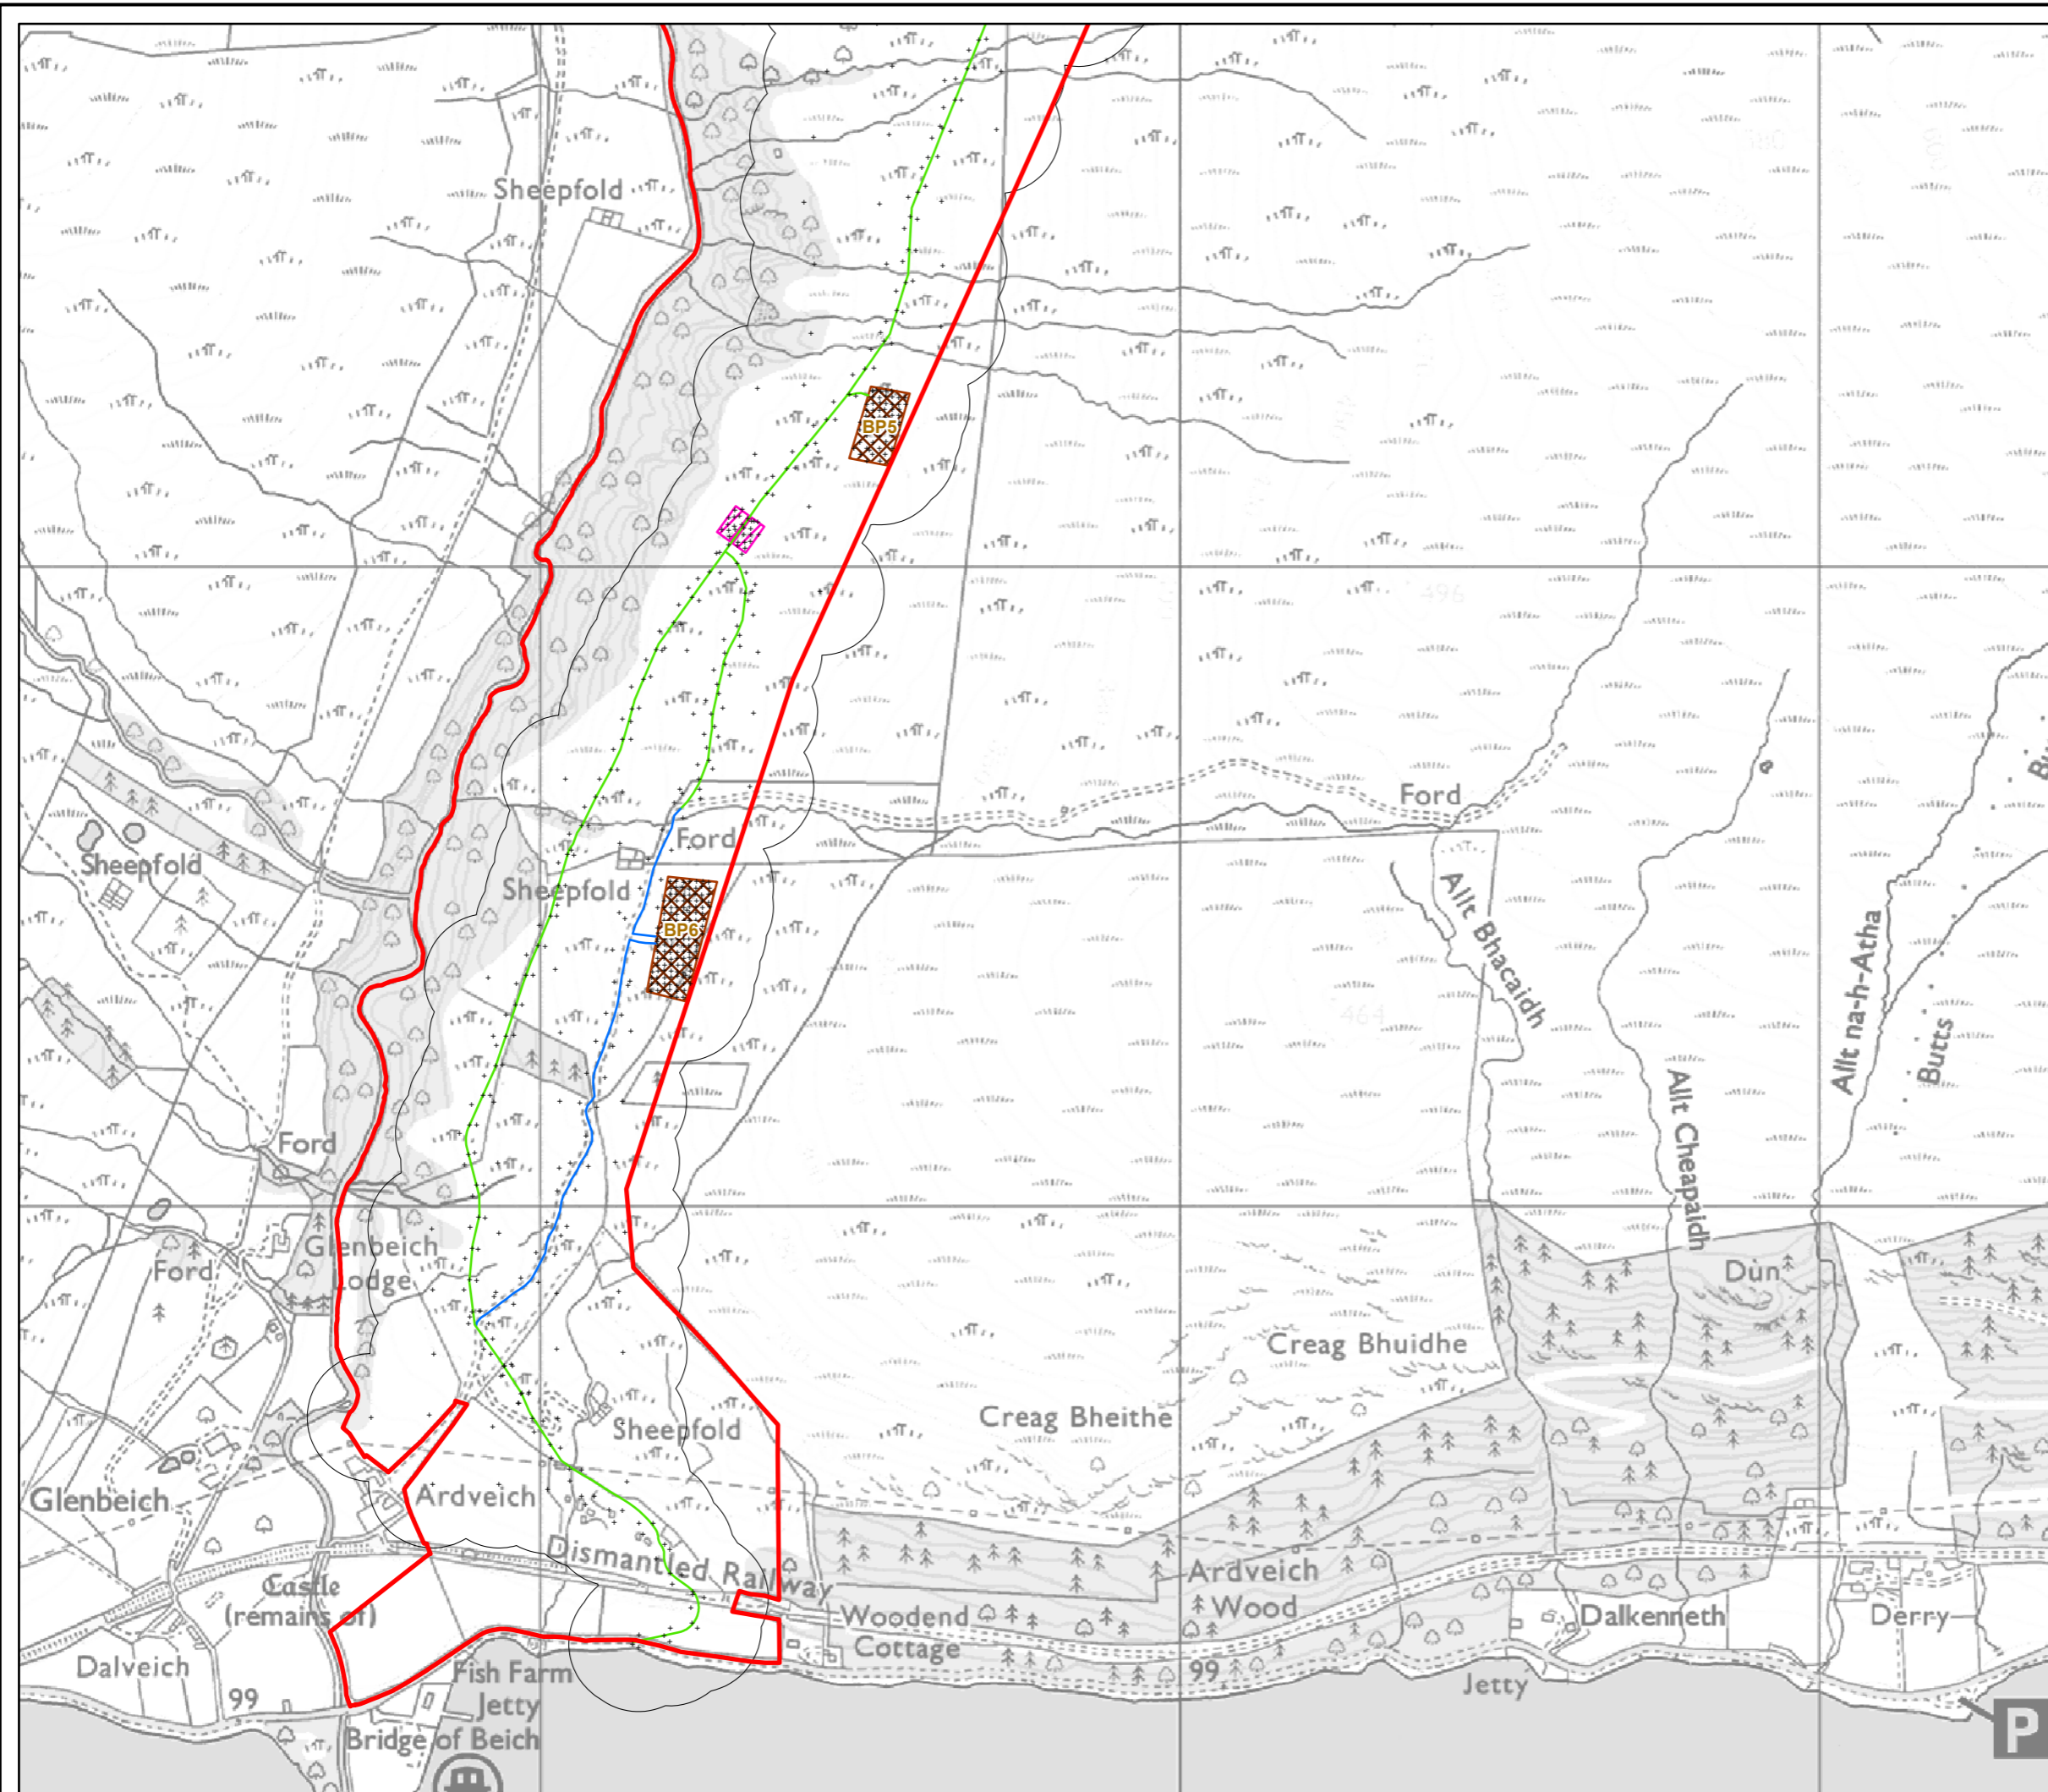 Sheepfold
BP5
496
Ford
Ford
Sheepfold
Sheepfold
BP6
Allt Bhacaidh
464
Allt na-h-Atha
Butts
Allt Cheapaidh
Ford
Glenbeich
Lodge
Ford
Dùn
Creag Bhuidhe
Creag Bheithe
Sheepfold
Glenbeich
Ardveich
Dismantled Railway
Castle
(remains of)
Ardveich
Wood
Woodend
Cottage
Dalkenneth
Derry
Dalveich
Fish Farm
Jetty
99
99
Jetty
Bridge of Beich
P